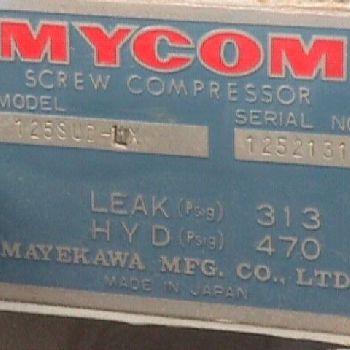 MYCOM
SCREW COMPRESSOR
MODEL SERIAL NO
1252131
LEAK (Psig) 313
HYD (Psig) 470
MAYEKAWA MFG. CO., LTD
MADE IN JAPAN